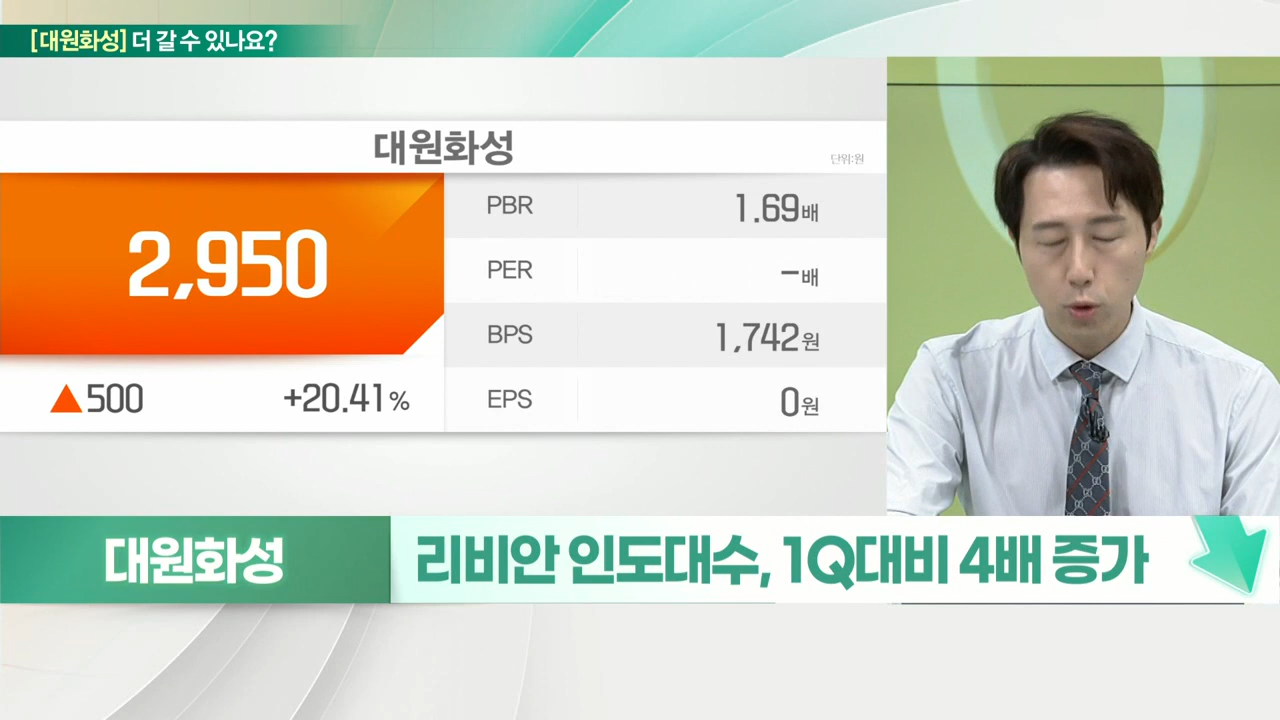 [대원화성] 더 갈 수 있나요?
대원화성
단위:원
2,950
▲500 +20.41%
PBR 1.69배
PER -배
BPS 1,742원
EPS 0원
대원화성
리비안 인도대수, 1Q대비 4배 증가